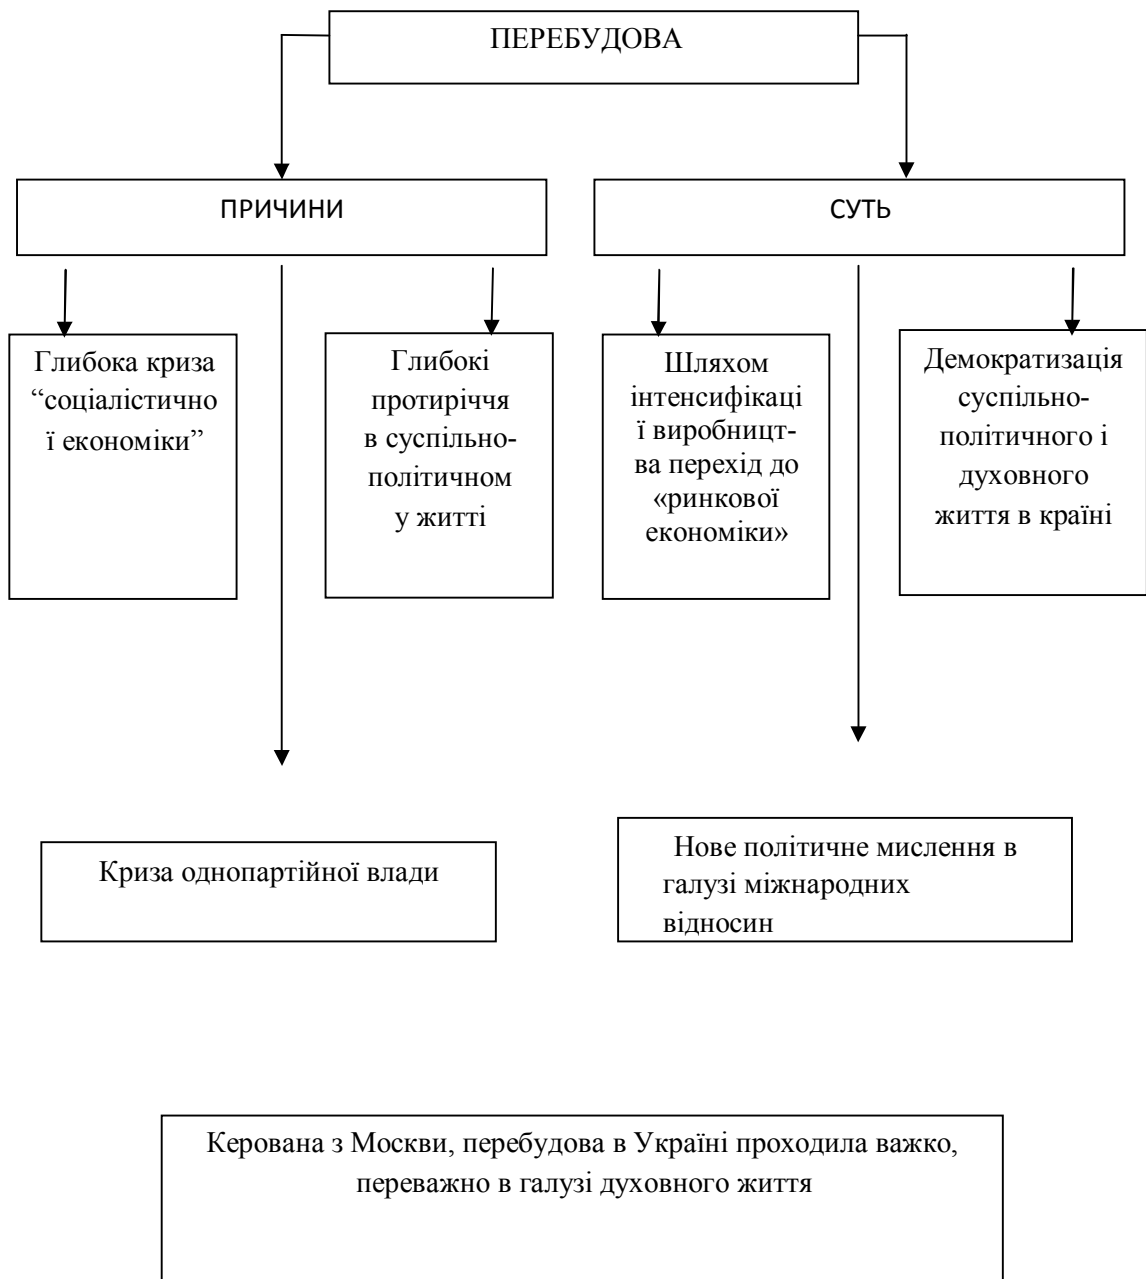 ПЕРЕБУДОВА
ПРИЧИНИ
СУТЬ
Глибока криза
“соціалістично
ї економіки”
Глибокі
протиріччя
в суспільно-
політичном
у житті
Шляхом
інтенсифікаці
ї виробницт-
ва перехід до
«ринкової
економіки»
Демократизація
суспільно-
політичного і
духовного
життя в країні
Криза однопартійної влади
Нове політичне мислення в
галузі міжнародних
відносин
Керована з Москви, перебудова в Україні проходила важко,
переважно в галузі духовного життя